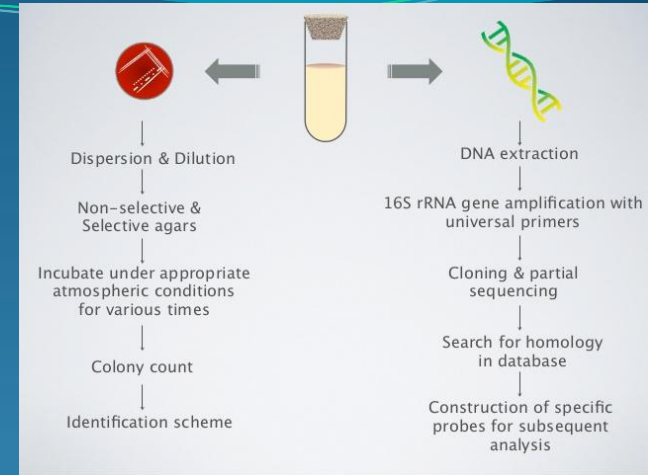 Dispersion & Dilution
Non-selective &
Selective agars
Incubate under appropriate
atmospheric conditions
for various times
Colony count
Identification scheme
DNA extraction
16S rRNA gene amplification with
universal primers
Cloning & partial
sequencing
Search for homology
in database
Construction of specific
probes for subsequent
analysis